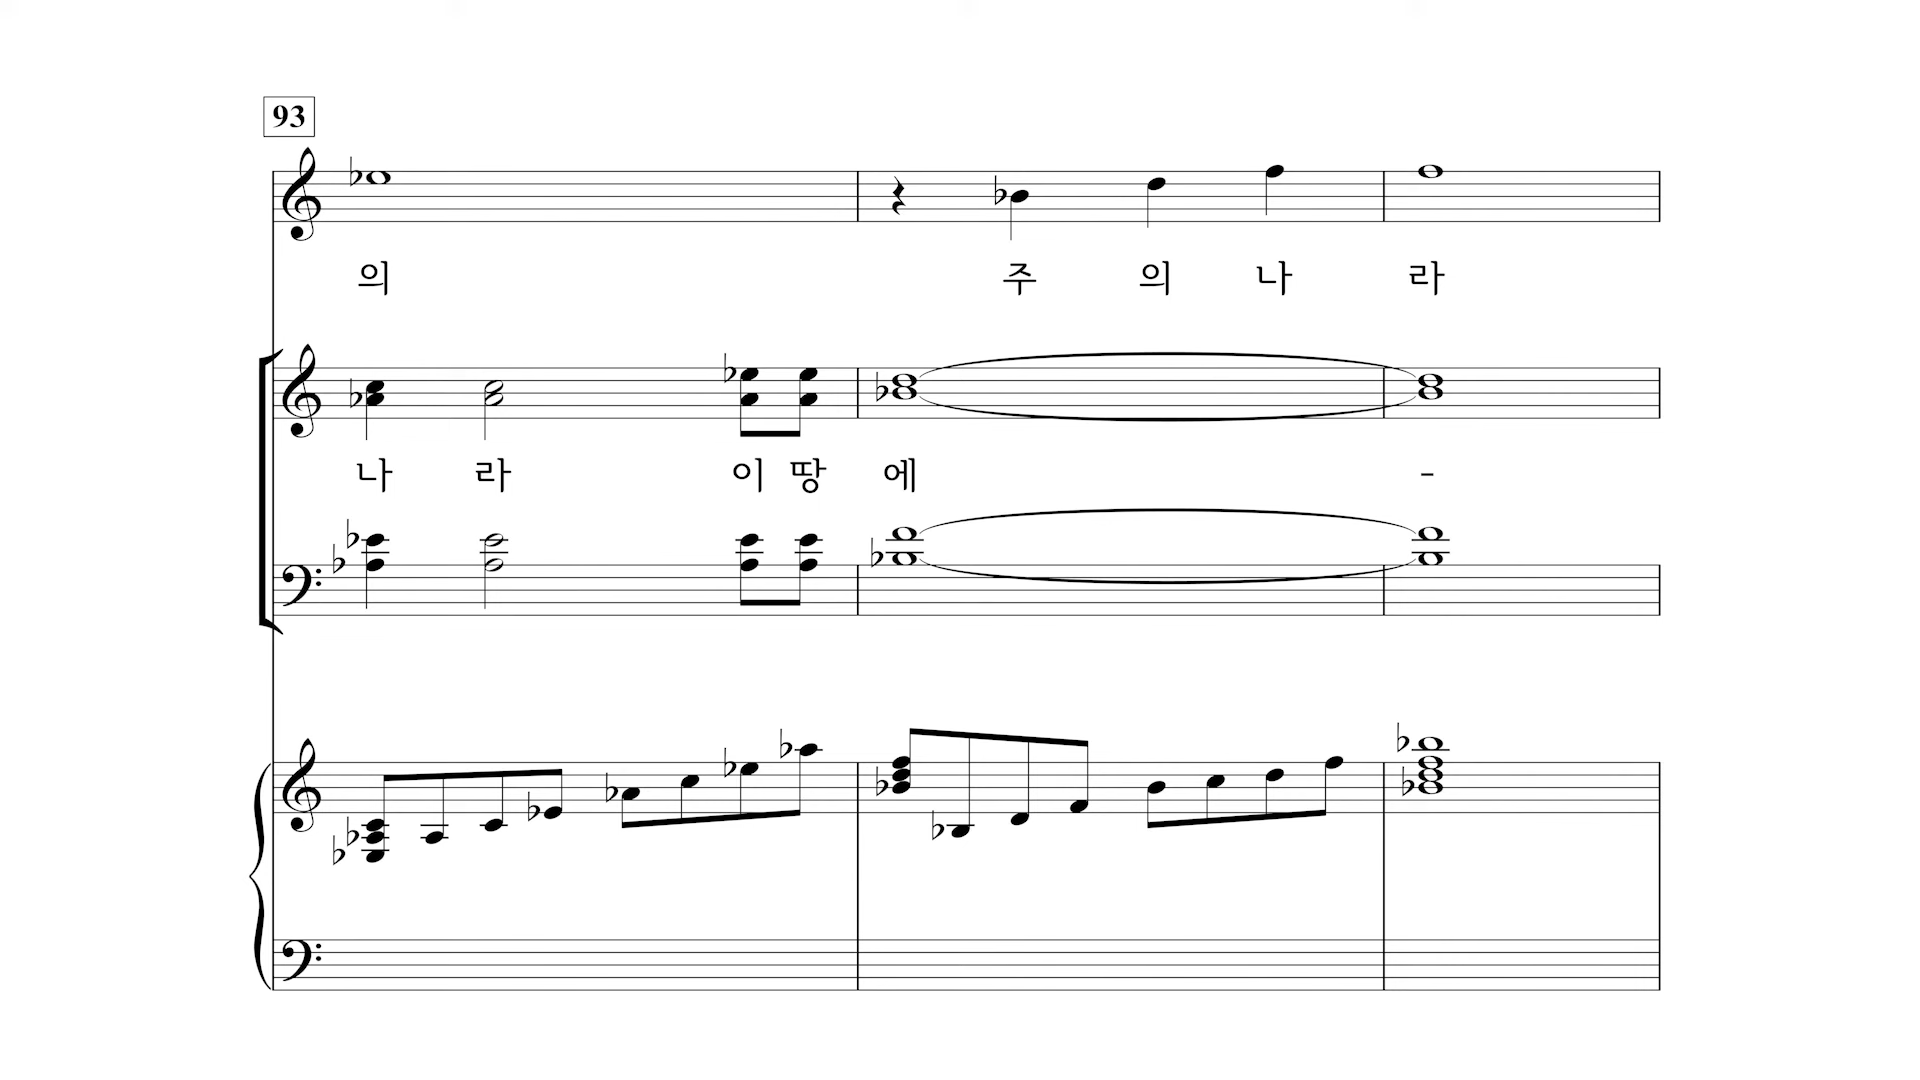 93
의 주 의 나 라
나 라 이 땅 에 -